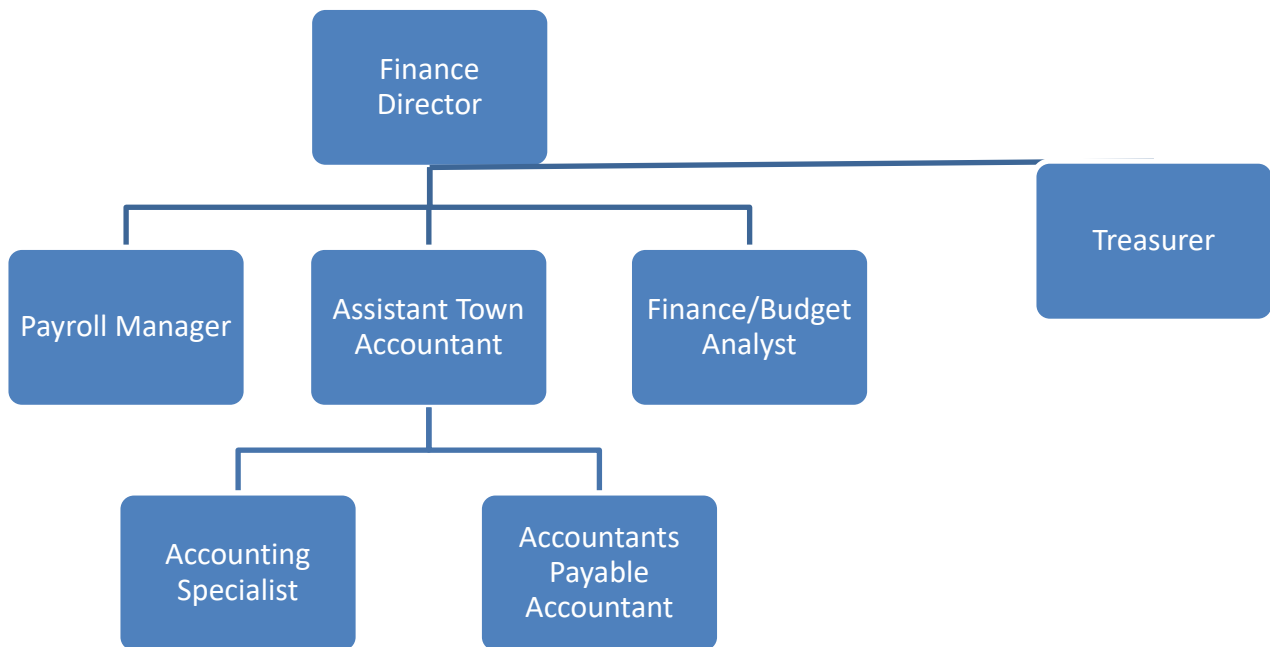 Finance
Director
Treasurer
Payroll Manager
Assistant Town
Accountant
Finance/Budget
Analyst
Accounting
Specialist
Accountants
Payable
Accountant